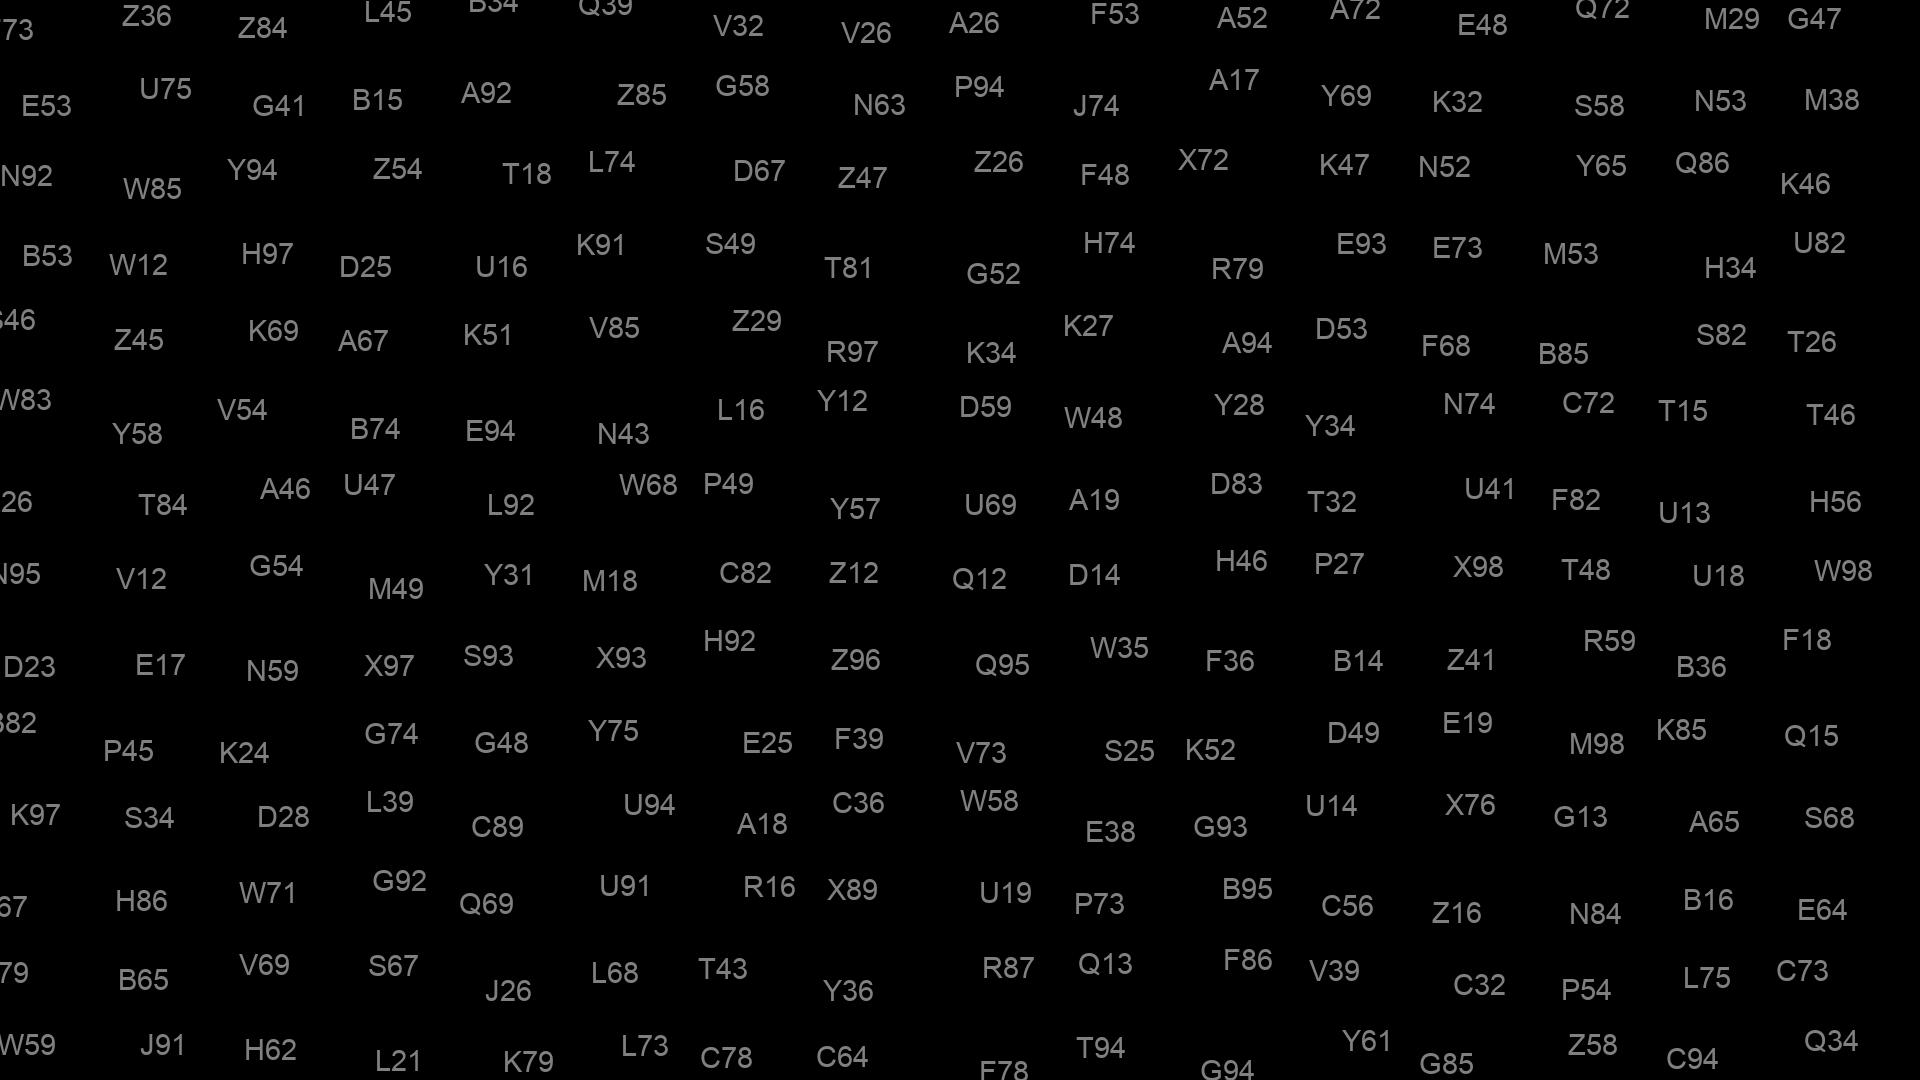 Z36 Z84 L45 B34 Q39 V32 V26 A26 F53 A52 A72 E48 Q72 M29 G47
E53 U75 G41 B15 A92 Z85 G58 N63 P94 J74 A17 Y69 K32 S58 N53 M38
N92 W85 Y94 Z54 T18 L74 D67 Z47 Z26 F48 X72 K47 N52 Y65 Q86 K46
B53 W12 H97 D25 U16 K91 S49 T81 G52 H74 R79 E93 E73 M53 H34 U82
S46 Z45 K69 A67 K51 V85 Z29 R97 K34 K27 A94 D53 F68 B85 S82 T26
W83 Y58 V54 B74 E94 N43 L16 Y12 D59 W48 Y28 Y34 N74 C72 T15 T46
26 T84 A46 U47 L92 W68 P49 Y57 U69 A19 D83 T32 U41 F82 U13 H56
N95 V12 G54 M49 Y31 M18 C82 Z12 Q12 D14 H46 P27 X98 T48 U18 W98
D23 E17 N59 X97 S93 X93 H92 Z96 Q95 W35 F36 B14 Z41 R59 B36 F18
B82 P45 K24 G74 G48 Y75 E25 F39 V73 S25 K52 D49 E19 M98 K85 Q15
K97 S34 D28 L39 C89 U94 A18 C36 W58 E38 G93 U14 X76 G13 A65 S68
67 H86 W71 G92 Q69 U91 R16 X89 U19 P73 B95 C56 Z16 N84 B16 E64
79 B65 V69 S67 J26 L68 T43 Y36 R87 Q13 F86 V39 C32 P54 L75 C73
W59 J91 H62 L21 K79 L73 C78 C64 F78 T94 G94 Y61 G85 Z58 C94 Q34